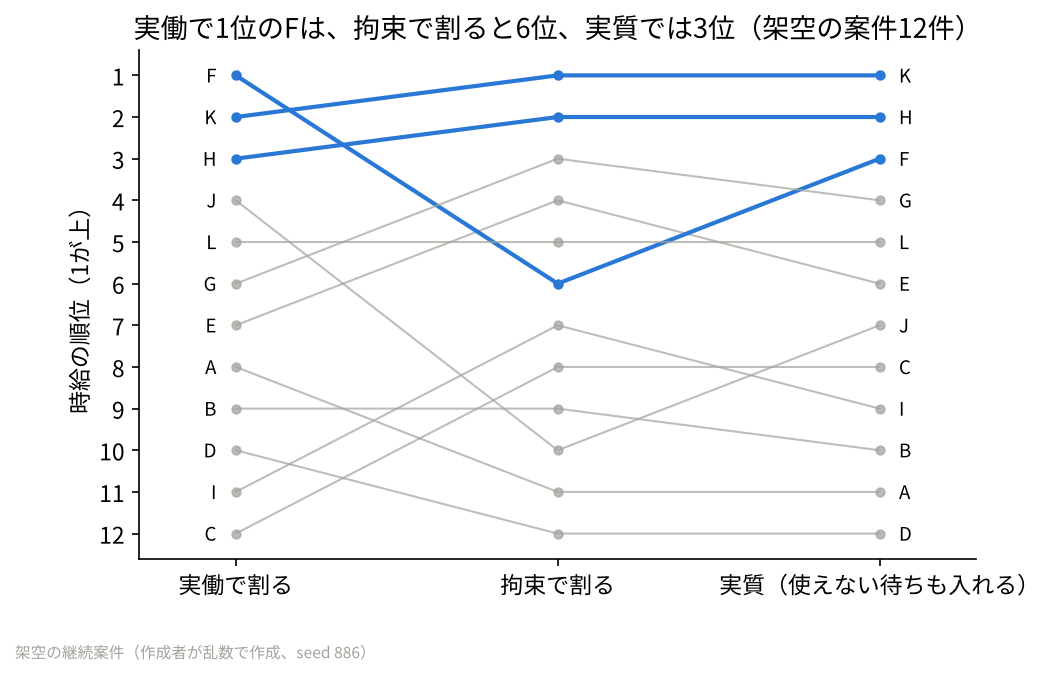 実働で1位のFは、拘束で割ると6位、実質では3位（架空の案件12件）
時給の順位（1が上）
1 F K
2 K H
3 H F
4 J G
5 L L
6 G E
7 E J
8 A C
9 B I
10 D B
11 I A
12 C D
実働で割る 拘束で割る 実質（使えない待ちも入れる）
架空の継続案件（作成者が乱数で作成、seed 886）